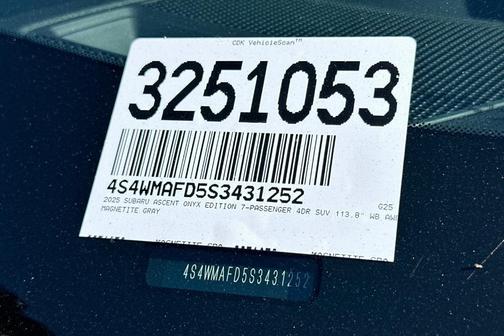 CDK VehicleScan™
3251053
4S4WMAFD5S3431252
2025 SUBARU ASCENT ONYX EDITION 7-PASSENGER 4DR SUV 113.8" WB AWD
G25
MAGNETITE GRAY
4S4WMAFD5S3431252